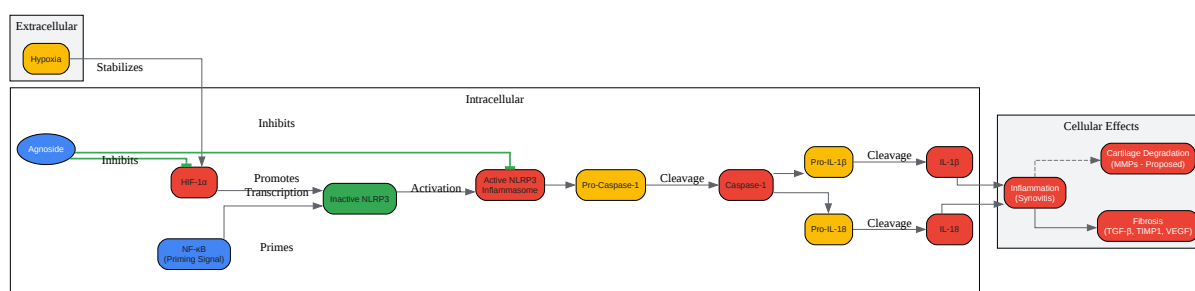 Extracellular
Hypoxia
Stabilizes
Intracellular
Inhibits
Agnoside
Inhibits
HIF-1α
Promotes
Transcription
Inactive NLRP3
Activation
Active NLRP3
Inflammasome
Pro-Caspase-1
Cleavage
Caspase-1
Pro-IL-1β
Cleavage
IL-1β
Pro-IL-18
Cleavage
IL-18
NF-κB
(Priming Signal)
Primes
Cellular Effects
Inflammation
(Synovitis)
Cartilage Degradation
(MMPs - Proposed)
Fibrosis
(TGF-β, TIMP1, VEGF)